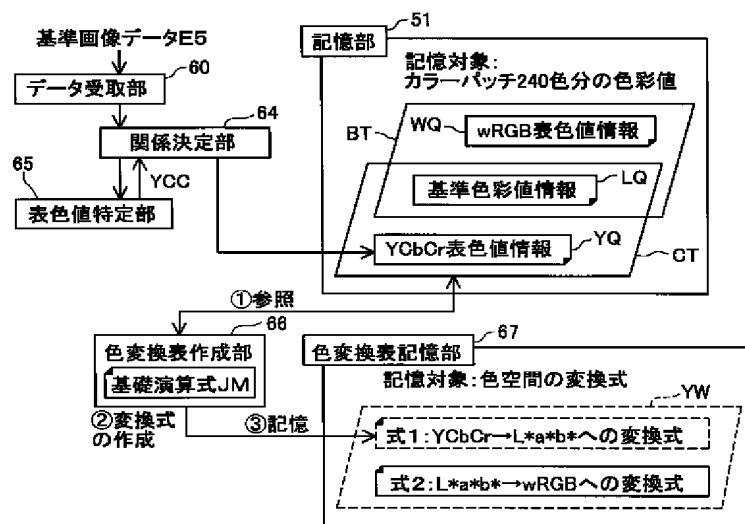 基準画像データE5
60
データ受取部
64
関係決定部
65
YCC
表色値特定部
51
記憶部
記憶対象：
カラーパッチ240色分の色彩値
BT
WQ
wRGB表色値情報
LQ
基準色彩値情報
YCbCr表色値情報
YQ
CT
①参照
66
色変換表作成部
基礎演算式JM
②変換式
の作成
③記憶
67
色変換表記憶部
記憶対象：色空間の変換式
YW
式1：YCbCr→L*a*b*への変換式
式2：L*a*b*→wRGBへの変換式